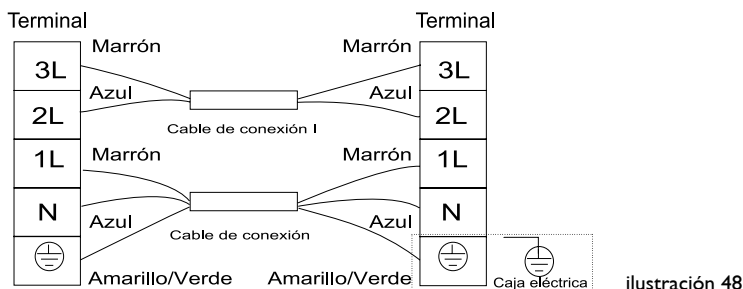 Terminal Terminal
Marrón Marrón
3L 3L
Azul Azul
2L 2L
Cable de conexión I
Marrón Marrón
1L 1L
N N
Azul Azul
Cable de conexión
Amarillo/Verde Amarillo/Verde
Caja eléctrica
ilustración 48